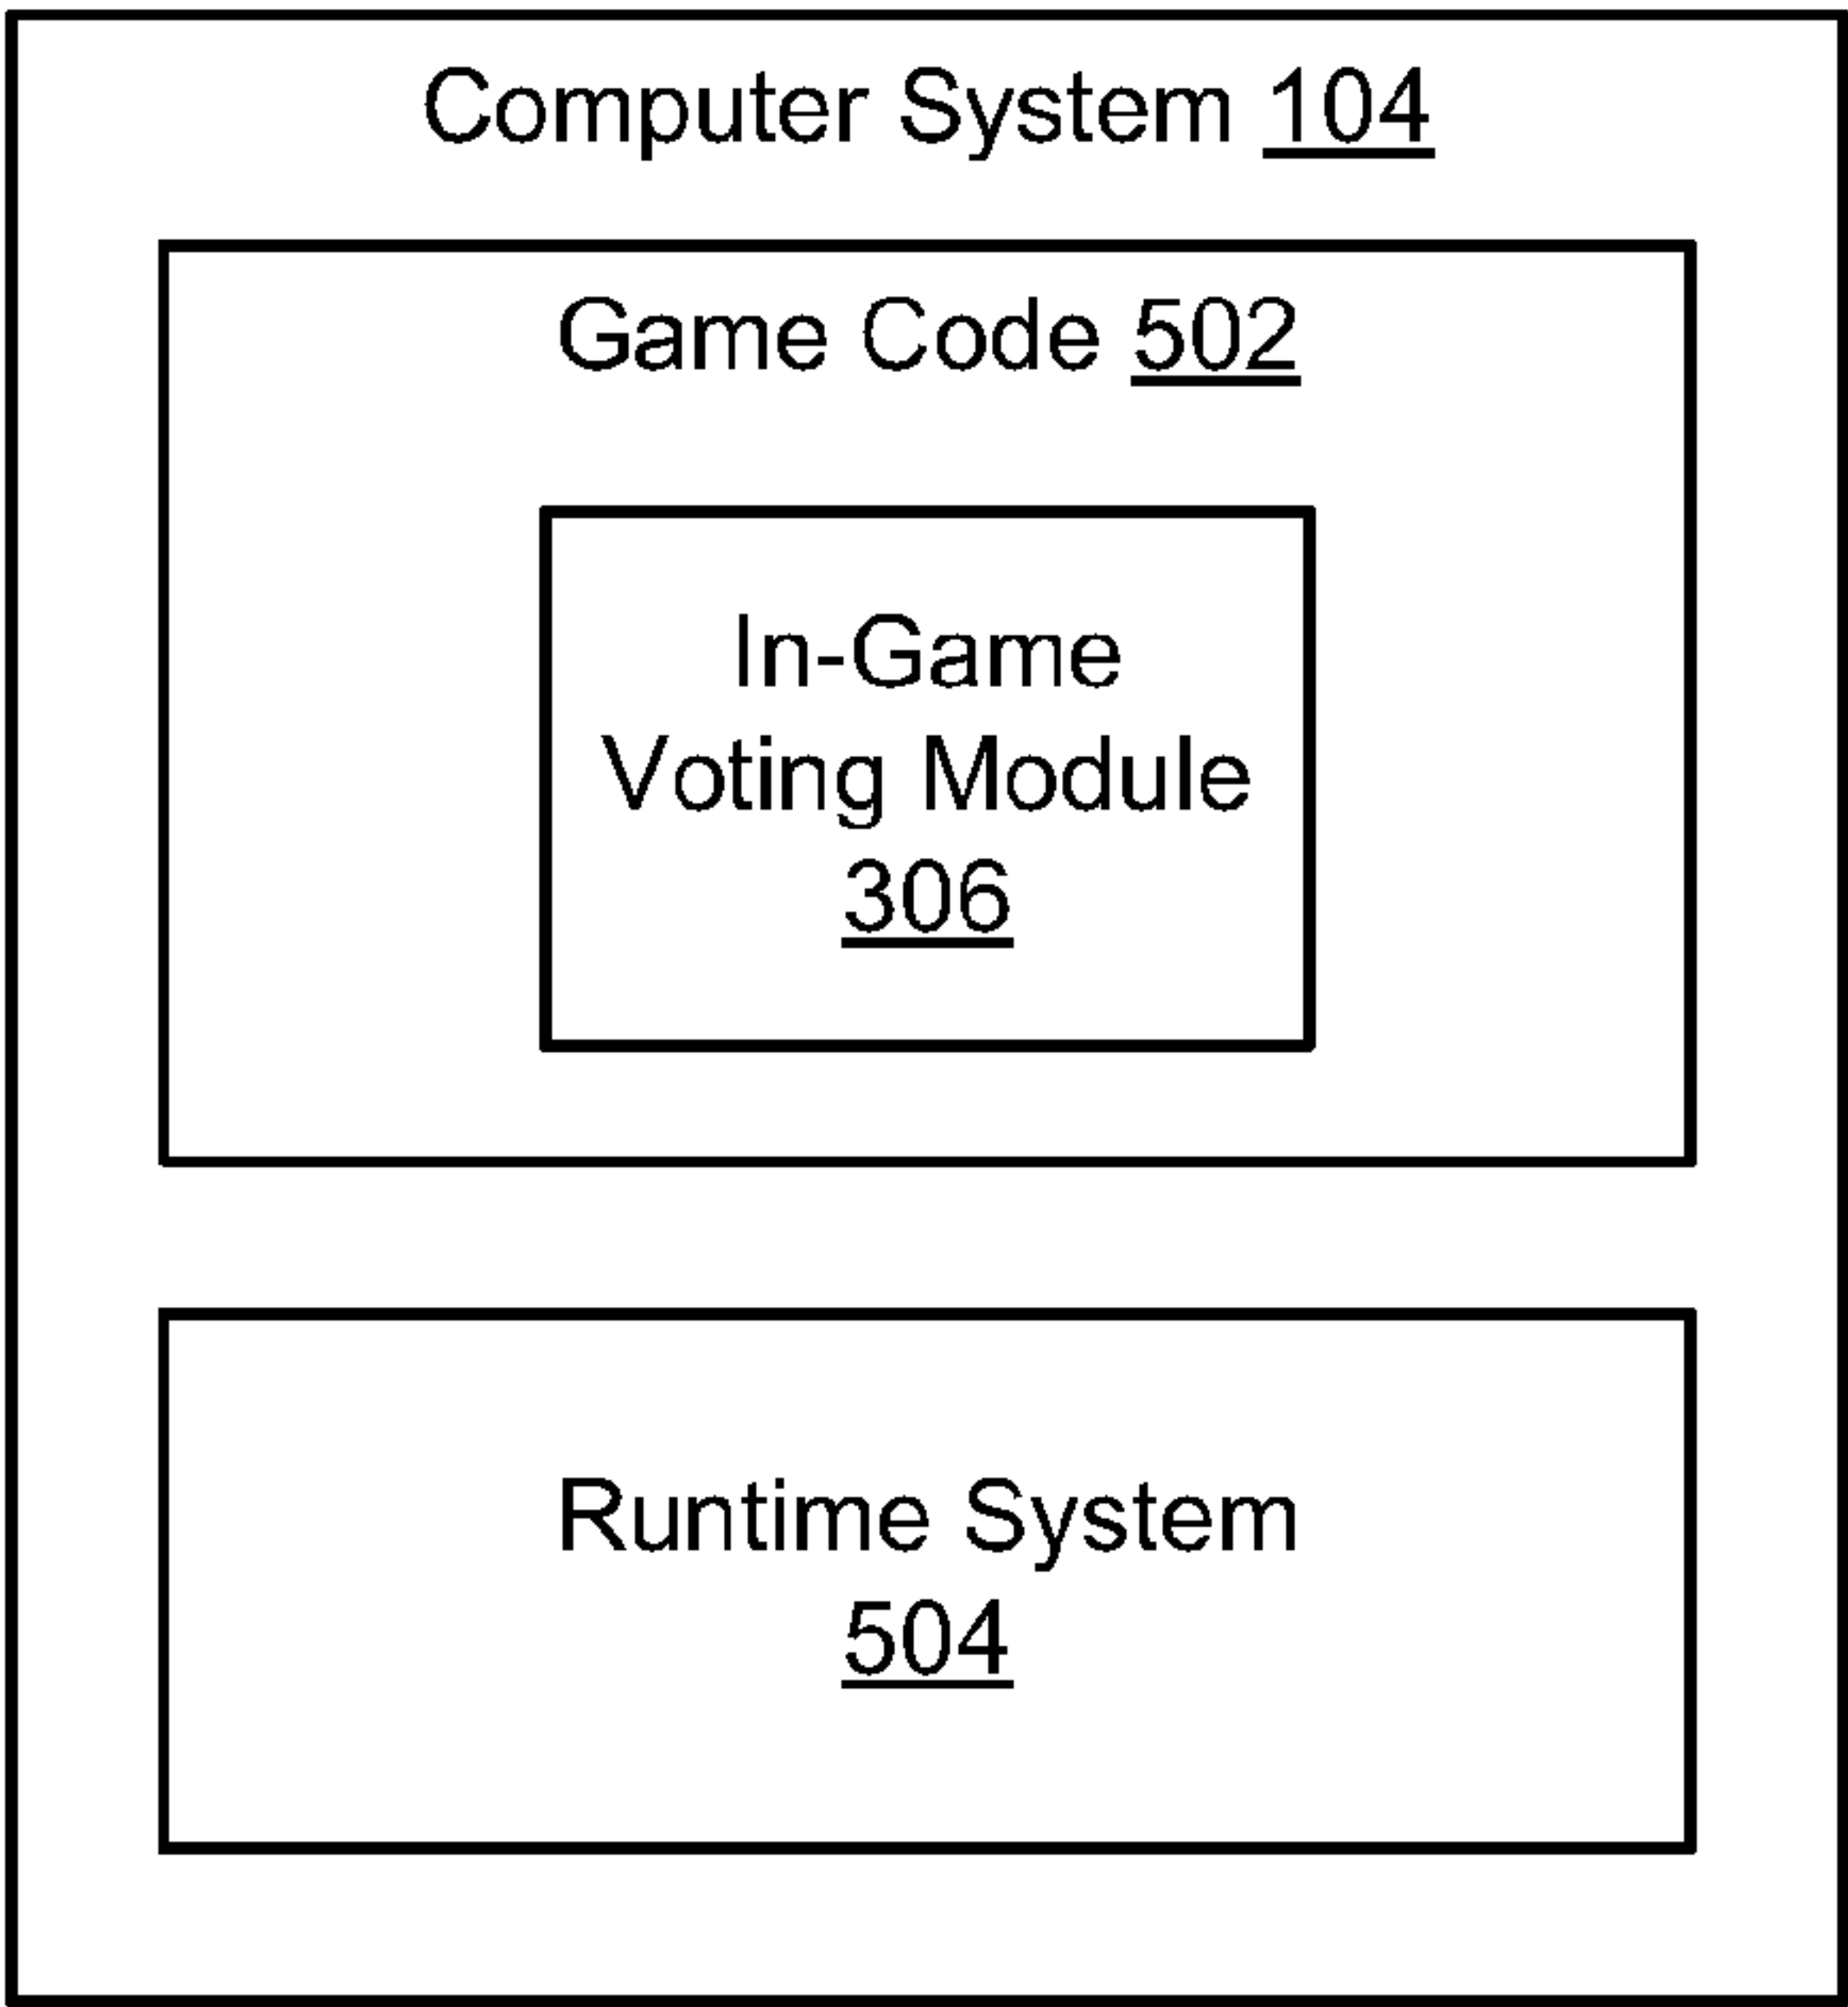 Computer System 104
Game Code 502
In-Game
Voting Module
306
Runtime System
504